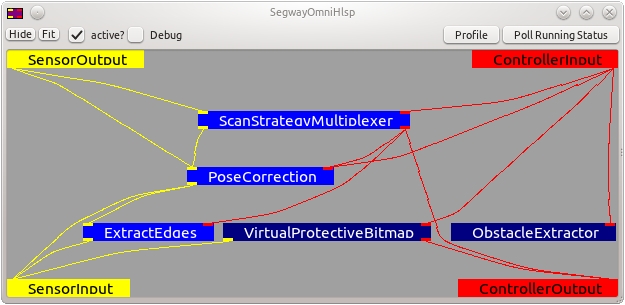 SegwayOmniHlsp
Hide Fit active? Debug Profile Poll Running Status
SensorOutput ControllerInput
ScanStrategyMultiplexer
PoseCorrection
ExtractEdges VirtualProtectiveBitmap ObstacleExtractor
SensorInput ControllerOutput